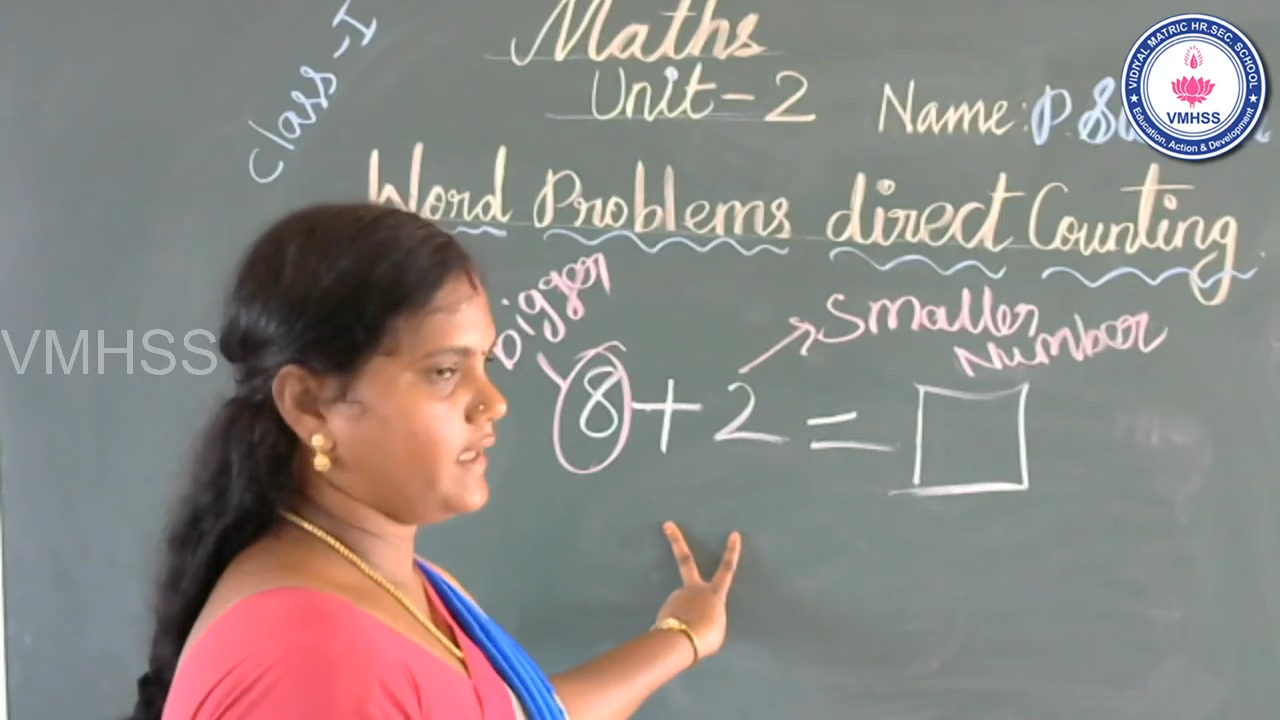 Class-I
Maths
Unit-2
Name: P.
Word Problems direct Counting
Bigger
Smaller
Number
8+2=
VIDIYAL MATRIC HR.SEC. SCHOOL
VMHSS
Education, Action & Development
VMHSS